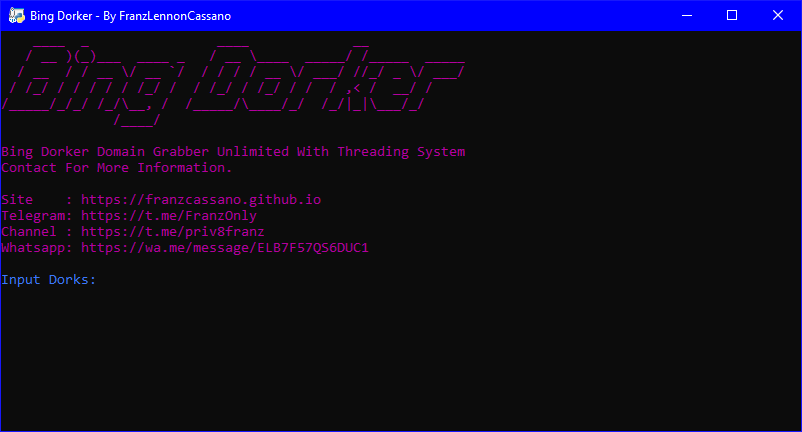 Bing Dorker - By FranzLennonCassano
Bing Dorker
Bing Dorker Domain Grabber Unlimited With Threading System
Contact For More Information.
Site    : https://franzcassano.github.io
Telegram: https://t.me/FranzOnly
Channel : https://t.me/priv8franz
Whatsapp: https://wa.me/message/ELB7F57QS6DUC1
Input Dorks: